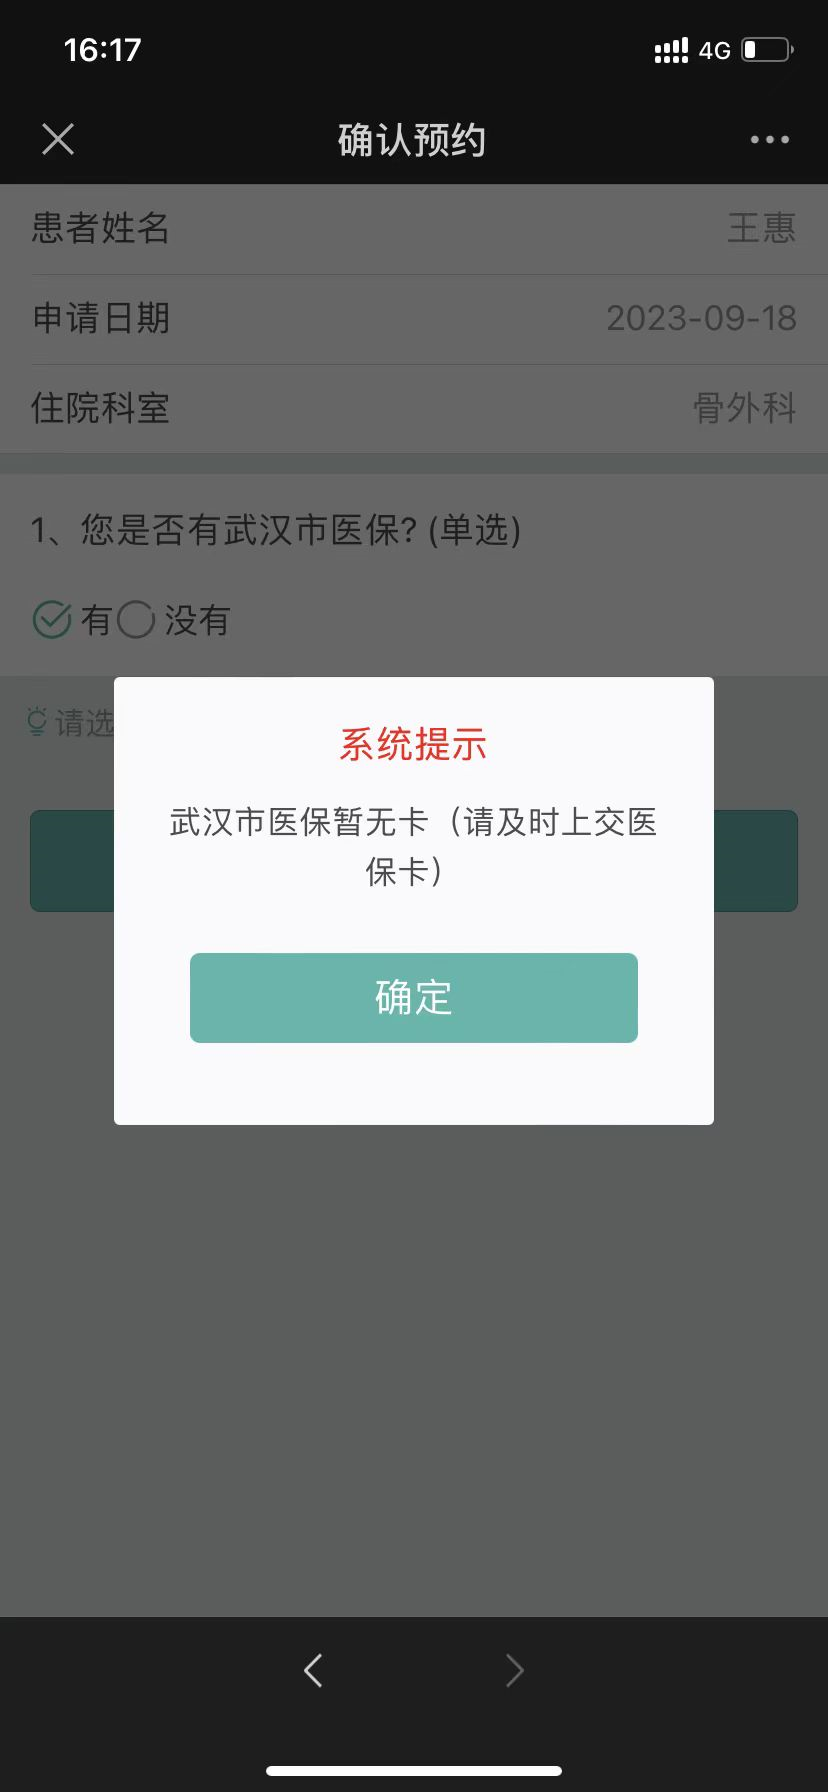 16:17
4G
确认预约
患者姓名 王惠
申请日期 2023-09-18
住院科室 骨外科
1、您是否有武汉市医保? (单选)
有 没有
请选
系统提示
武汉市医保暂无卡（请及时上交医
保卡）
确定